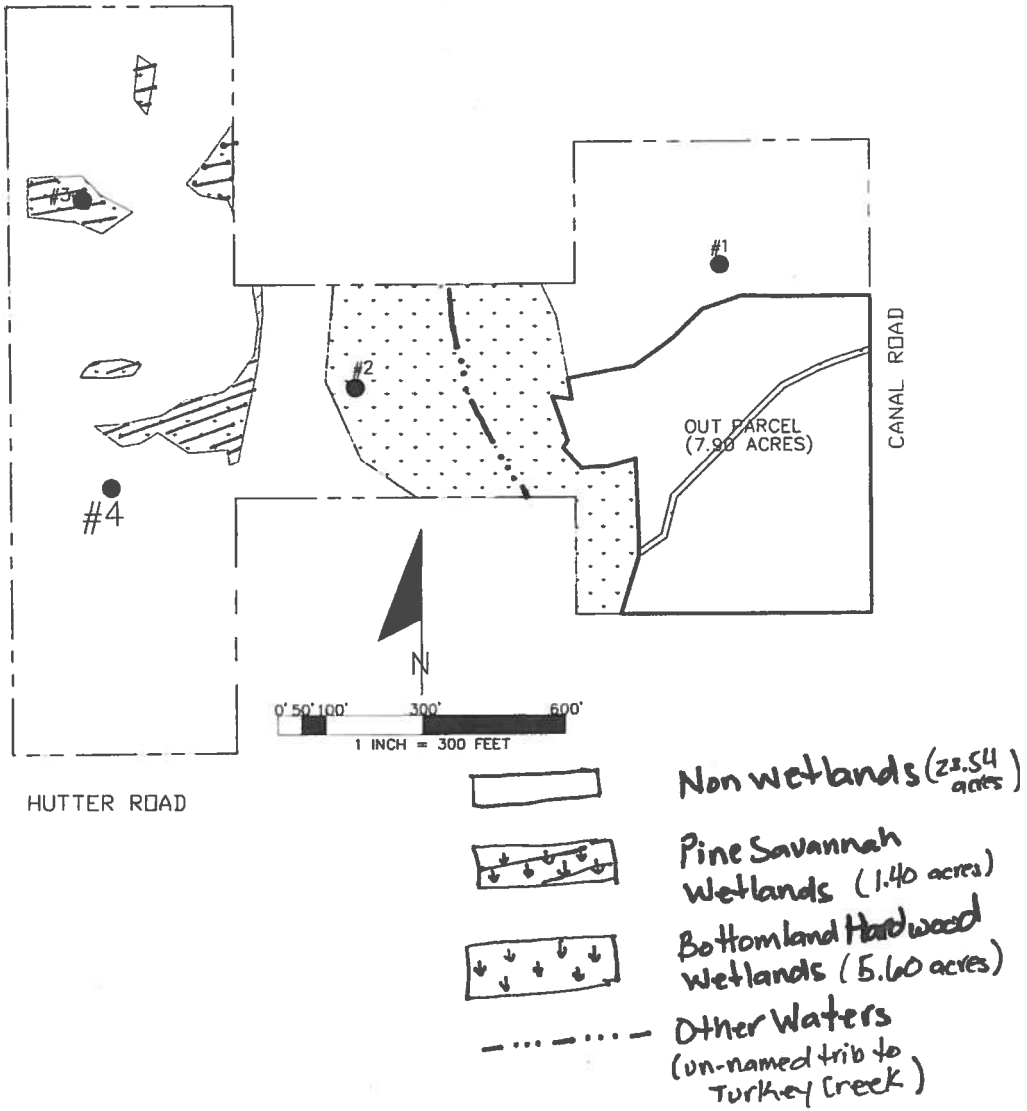 #3
#1
#2
#4
OUT PARCEL
(7.90 ACRES)
CANAL ROAD
N
0' 50' 100' 300' 600'
1 INCH = 300 FEET
HUTTER ROAD
Non wetlands (23.54
acres)
Pine Savannah
Wetlands (1.40 acres)
Bottomland Hardwood
Wetlands (5.60 acres)
Other Waters
(un-named trib to
Turkey Creek)